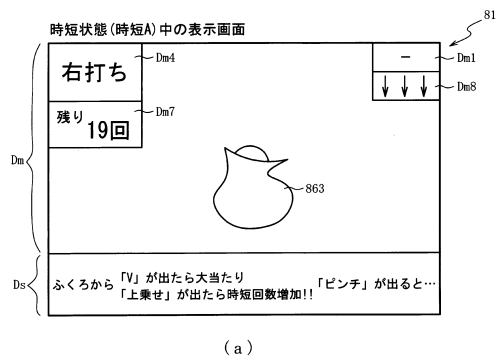 時短状態(時短A)中の表示画面
81
右打ち
Dm4
－
Dm1
Dm8
残り
19回
Dm7
Dm
863
Ds
ふくろから「V」が出たら大当たり
「上乗せ」が出たら時短回数増加!!
「ピンチ」が出ると…
(a)